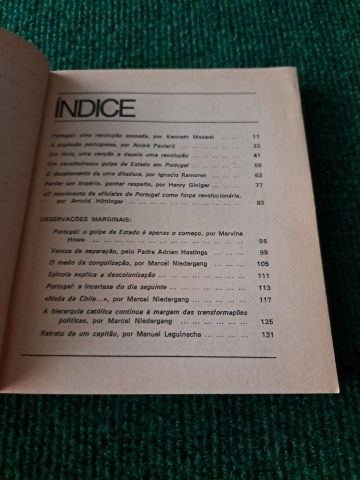 ÍNDICE
Portugal: uma revolução ousada, por Kenneth Maxwel ... ... 11
A explosão portuguesa, por André Pautard ... ... ... ... 33
Um livro, uma canção e depois uma revolução ... ... ... ... 41
Um cavalheiresco golpe de Estado em Portugal ... ... ... 55
O desabamento de uma ditadura, por Ignacio Ramonet ... ... 63
Perder um império, ganhar respeito, por Henry Giniger ... ... 77
«O movimento de oficiais de Portugal como força revolucionária,
por Arnold Hottinger ... ... ... ... ... ... ... ... 83
OBSERVAÇÕES MARGINAIS:
Portugal: o golpe de Estado é apenas o começo, por Marvine
Howe ... ... ... ... ... ... ... ... ... ... ... 95
Ventos de separação, pelo Padre Adrian Hastings ... ... ... 99
O medo da congolização, por Marcel Niedergang ... ... ... 105
Spínola explica a descolonização ... ... ... ... ... ... 111
Portugal: a incerteza do dia seguinte ... ... ... ... ... 113
«Nada de Chile...», por Marcel Niedergang ... ... ... ... 117
A hierarquia católica continua à margem das transformações
políticas, por Marcel Niedergang ... ... ... ... ... ... 125
Retrato de um capitão, por Manuel Leguineche ... ... ... ... 131